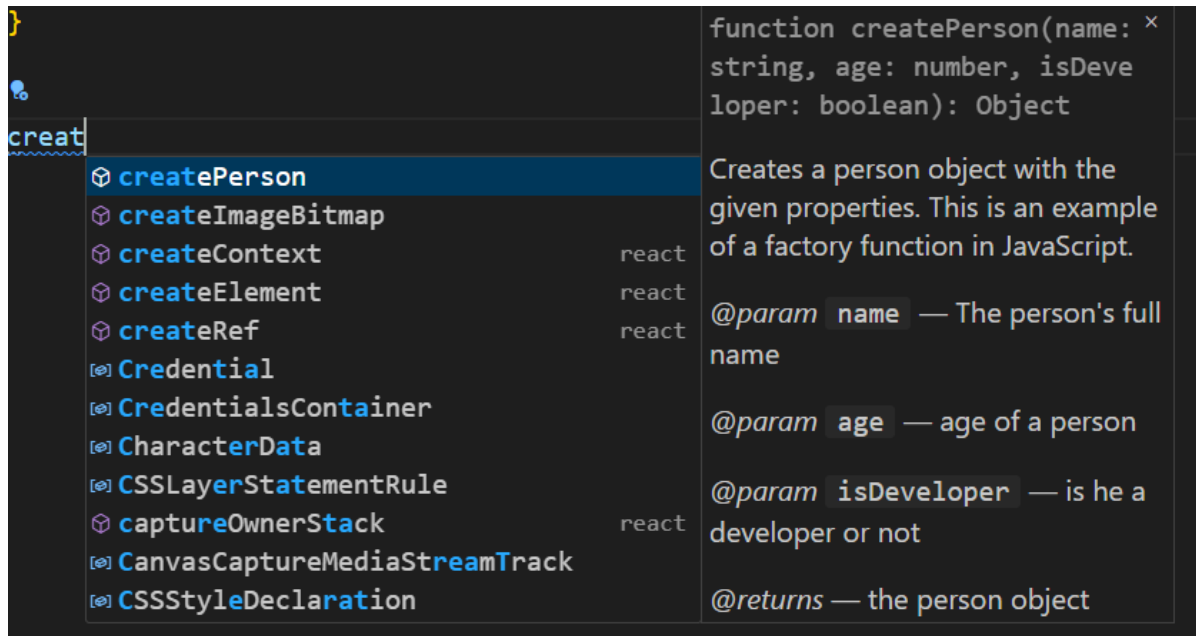 }
creat
createPerson
createImageBitmap
createContext react
createElement react
createRef react
Credential
CredentialsContainer
CharacterData
CSSLayerStatementRule
captureOwnerStack react
CanvasCaptureMediaStreamTrack
CSSStyleDeclaration
function createPerson(name:
string, age: number, isDeve
loper: boolean): Object
Creates a person object with the
given properties. This is an example
of a factory function in JavaScript.
@param name — The person's full
name
@param age — age of a person
@param isDeveloper — is he a
developer or not
@returns — the person object